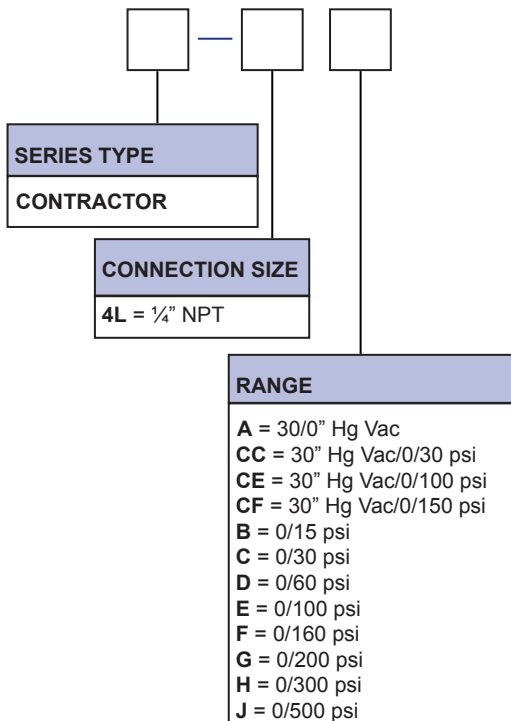 SERIES TYPE
CONTRACTOR
CONNECTION SIZE
4L = ¼” NPT
RANGE
A = 30/0” Hg Vac
CC = 30” Hg Vac/0/30 psi
CE = 30” Hg Vac/0/100 psi
CF = 30” Hg Vac/0/150 psi
B = 0/15 psi
C = 0/30 psi
D = 0/60 psi
E = 0/100 psi
F = 0/160 psi
G = 0/200 psi
H = 0/300 psi
J = 0/500 psi